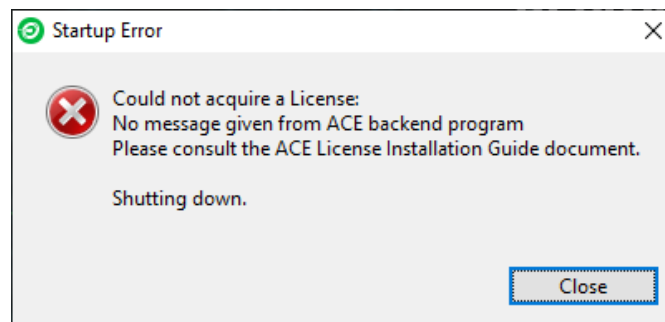 Startup Error
Could not acquire a License:
No message given from ACE backend program
Please consult the ACE License Installation Guide document.
Shutting down.
Close